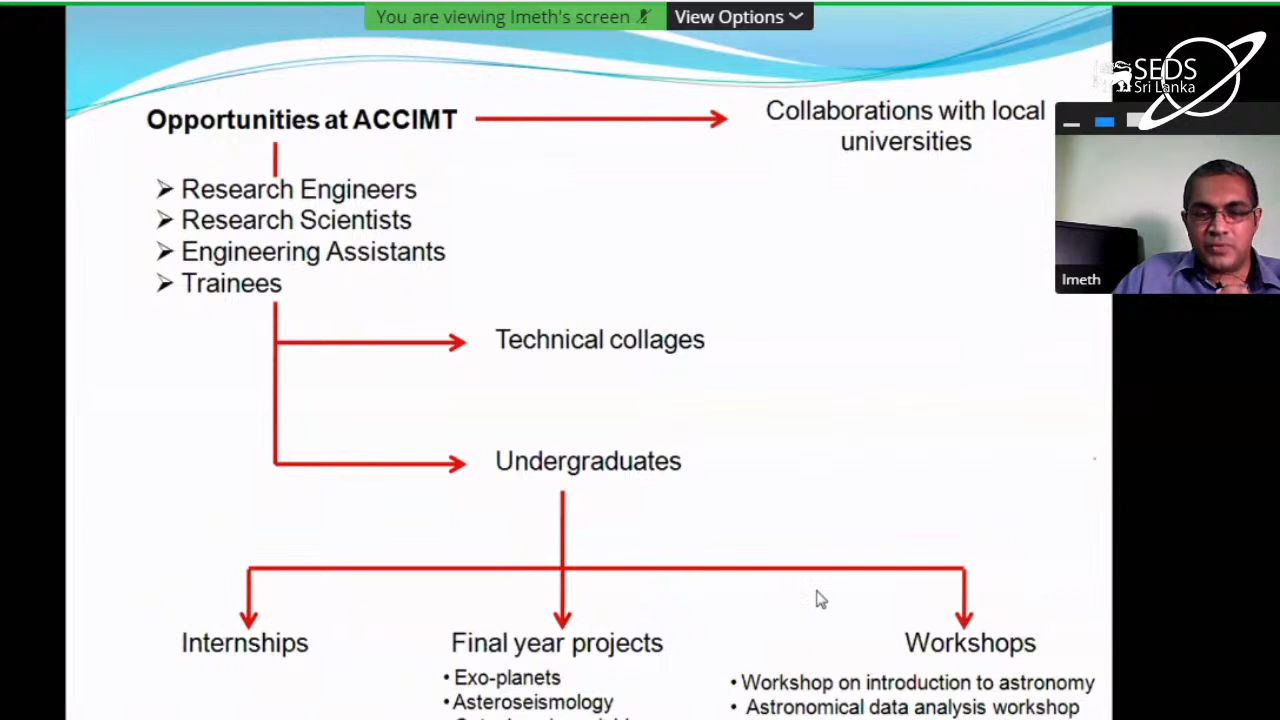 You are viewing Imeth's screen
View Options
SEDS
Sri Lanka
Opportunities at ACCIMT
Collaborations with local
universities
➢ Research Engineers
➢ Research Scientists
➢ Engineering Assistants
➢ Trainees
Imeth
Technical collages
Undergraduates
Internships
Final year projects
Workshops
• Exo-planets
• Asteroseismology
• Workshop on introduction to astronomy
• Astronomical data analysis workshop